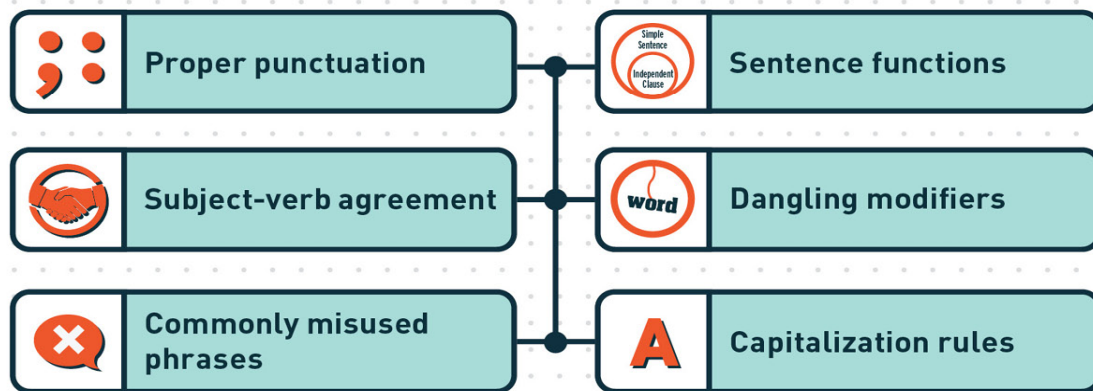 Proper punctuation
Simple
Sentence
Independent
Clause
Sentence functions
Subject-verb agreement
word
Dangling modifiers
Commonly misused
phrases
A
Capitalization rules